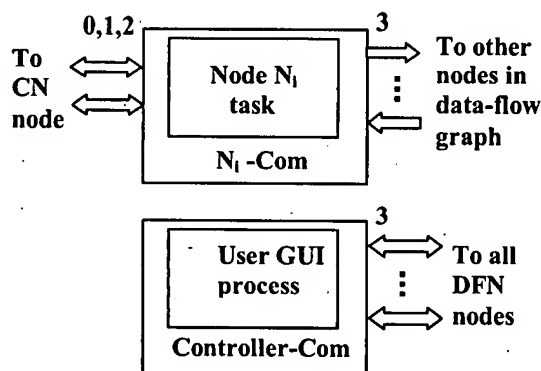 0,1,2
To
CN
node
Node Ni
task
Ni -Com
3
To other
nodes in
data-flow
graph
User GUI
process
Controller-Com
3
To all
DFN
nodes